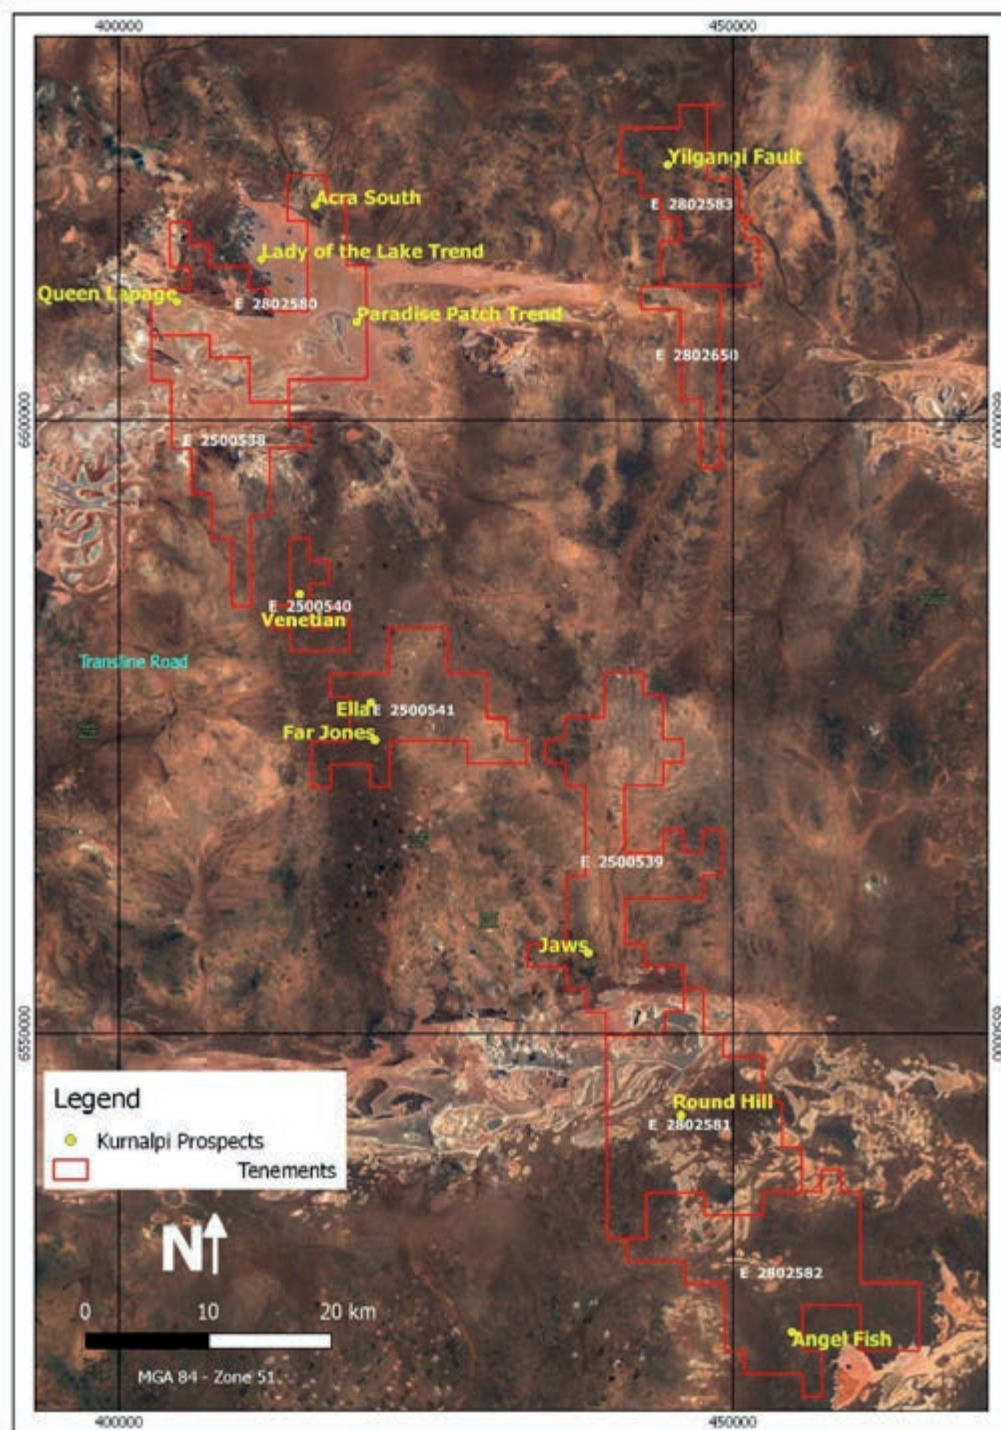 400000 450000
Yilgangi Fault
Acra South
E 2802583
Lady of the Lake Trend
Queen Lapage
E 2802580
Paradise Patch Trend
E 2802650
6600000
E 2500538
E 2500540
Venetian
Transline Road
Ella
E 2500541
Far Jones
E 2500539
Jaws
6550000
Legend
Kurnalpi Prospects
Tenements
Round Hill
E 2802581
N
0 10 20 km
MGA 84 - Zone 51
E 2802582
Angel Fish
400000 450000